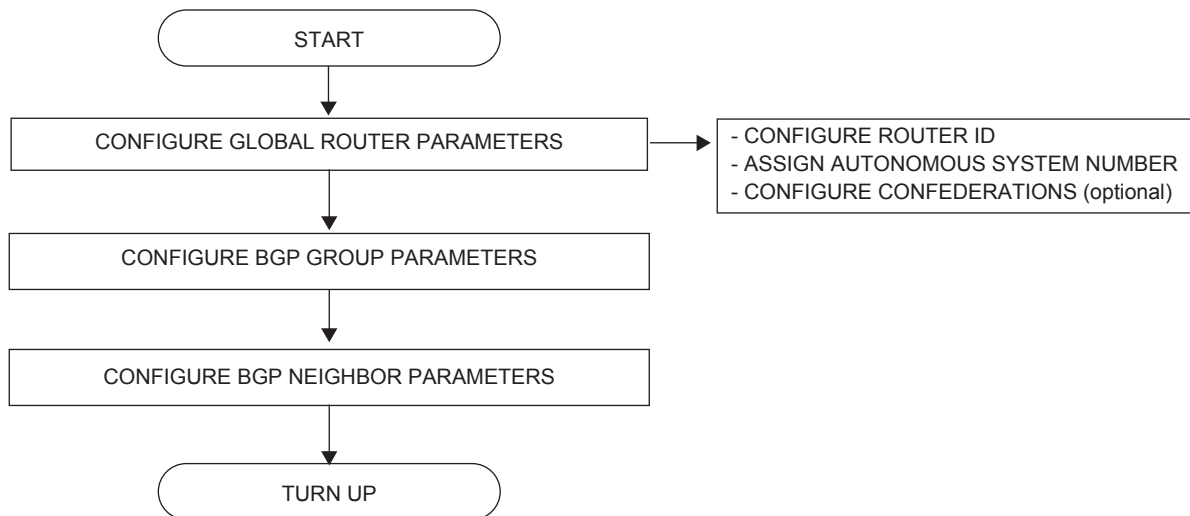 START
CONFIGURE GLOBAL ROUTER PARAMETERS
- CONFIGURE ROUTER ID
- ASSIGN AUTONOMOUS SYSTEM NUMBER
- CONFIGURE CONFEDERATIONS (optional)
CONFIGURE BGP GROUP PARAMETERS
CONFIGURE BGP NEIGHBOR PARAMETERS
TURN UP